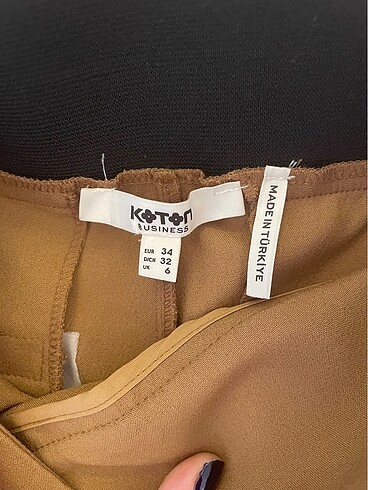 KOTON
BUSINESS
EUR 34
D/CH 32
UK 6
MADE IN TÜRKİYE